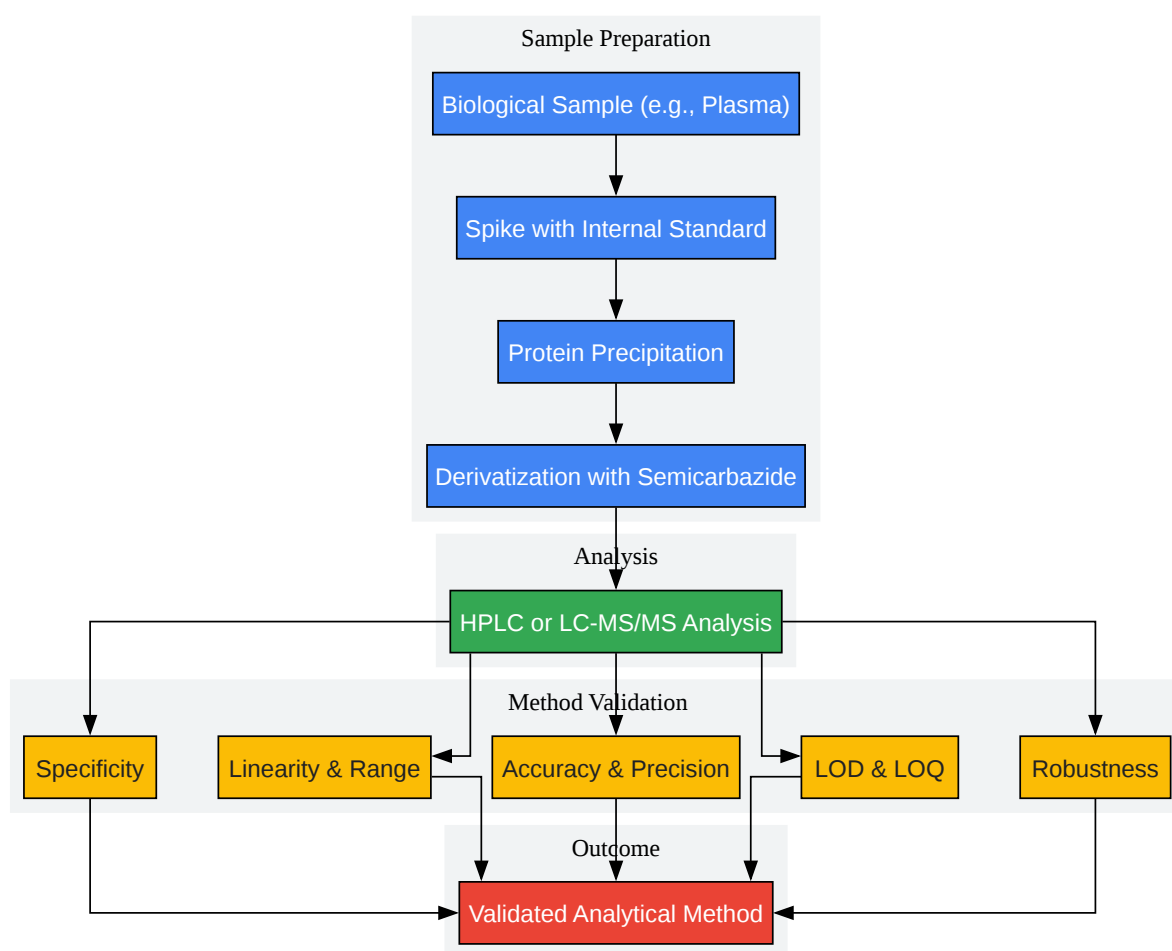 Sample Preparation
Biological Sample (e.g., Plasma)
Spike with Internal Standard
Protein Precipitation
Derivatization with Semicarbazide
Analysis
HPLC or LC-MS/MS Analysis
Method Validation
Specificity
Linearity & Range
Accuracy & Precision
LOD & LOQ
Robustness
Outcome
Validated Analytical Method